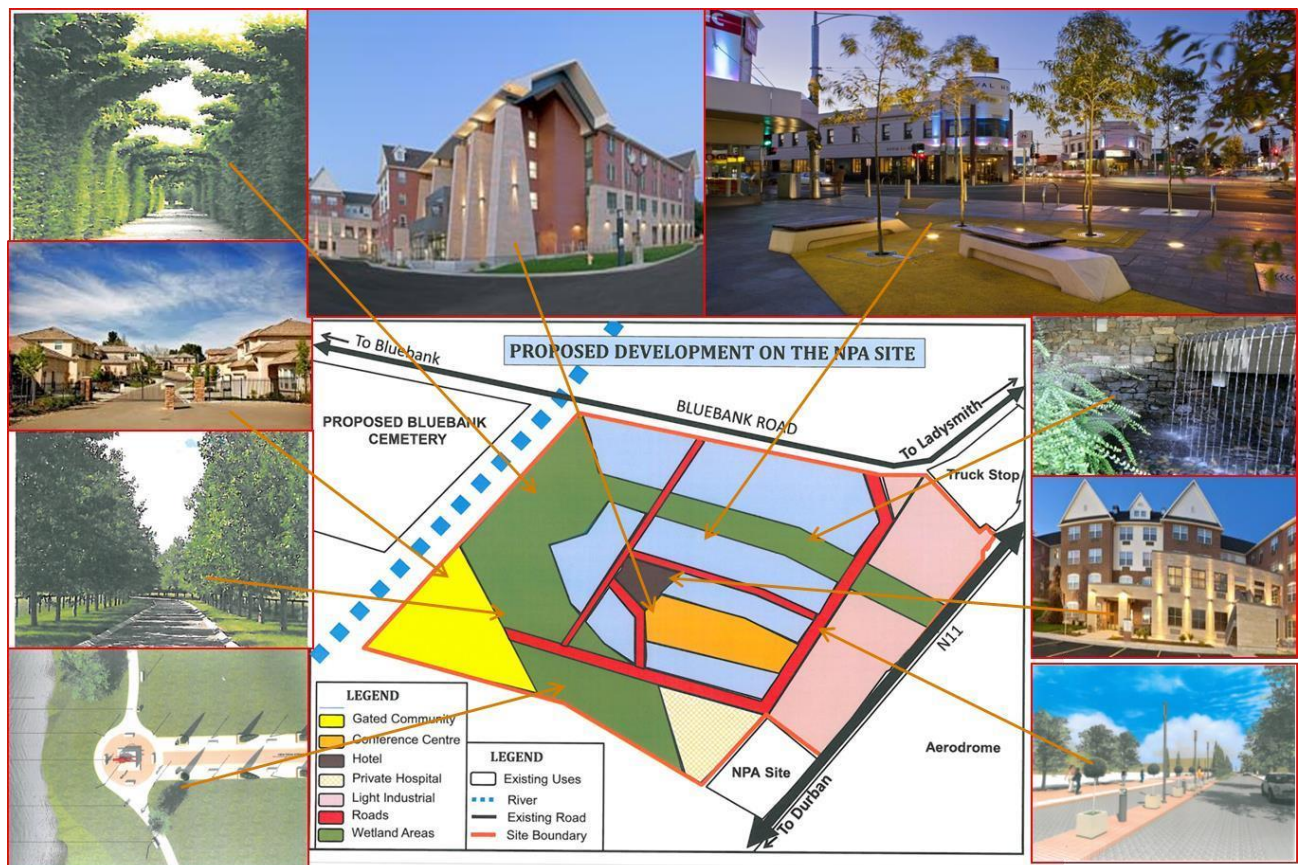 PROPOSED DEVELOPMENT ON THE NPA SITE
To Bluebank
BLUEBANK ROAD
To Ladysmith
PROPOSED BLUEBANK
CEMETERY
Truck Stop
N11
Aerodrome
NPA Site
To Durban
LEGEND
Gated Community
Conference Centre
Hotel
Private Hospital
Light Industrial
Roads
Wetland Areas
LEGEND
Existing Uses
River
Existing Road
Site Boundary